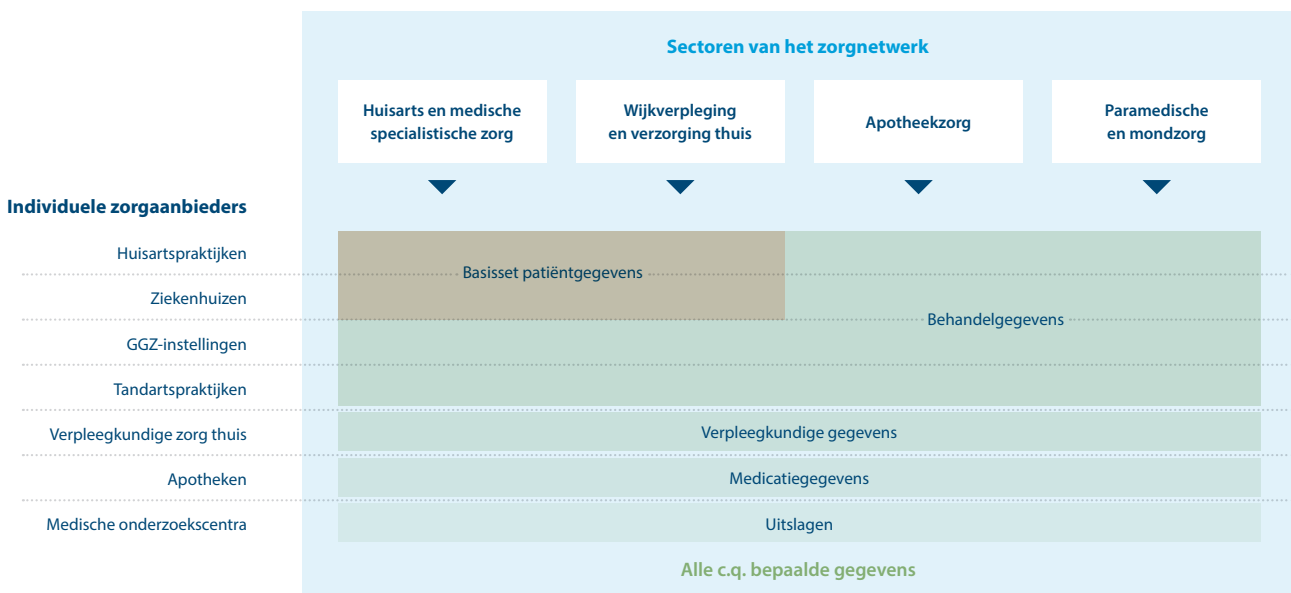 Sectoren van het zorgnetwerk
Huisarts en medische
specialistische zorg
Wijkverpleging
en verzorging thuis
Apotheekzorg
Paramedische
en mondzorg
Individuele zorgaanbieders
Huisartspraktijken
Basisset patiëntgegevens
Ziekenhuizen
Behandelgegevens
GGZ-instellingen
Tandartspraktijken
Verpleegkundige zorg thuis
Verpleegkundige gegevens
Apotheken
Medicatiegegevens
Medische onderzoekscentra
Uitslagen
Alle c.q. bepaalde gegevens